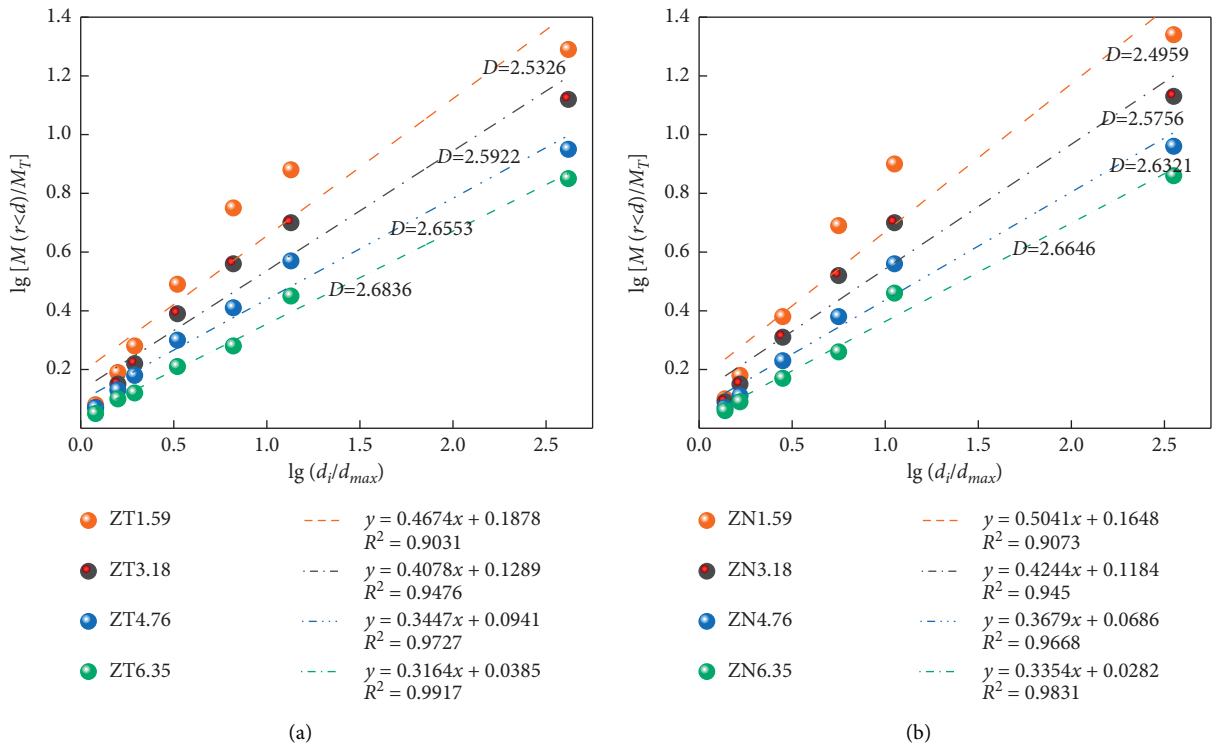 (a)
1.4
1.2
1.0
0.8
0.6
0.4
0.2
lg [M (r<d)/M_T]
D=2.5326
D=2.5922
D=2.6553
D=2.6836
0.0 0.5 1.0 1.5 2.0 2.5
lg (d_i/d_max)
ZT1.59 y = 0.4674x + 0.1878
R² = 0.9031
ZT3.18 y = 0.4078x + 0.1289
R² = 0.9476
ZT4.76 y = 0.3447x + 0.0941
R² = 0.9727
ZT6.35 y = 0.3164x + 0.0385
R² = 0.9917
(a)
(b)
1.4
1.2
1.0
0.8
0.6
0.4
0.2
lg [M (r<d)/M_T]
D=2.4959
D=2.5756
D=2.6321
D=2.6646
0.0 0.5 1.0 1.5 2.0 2.5
lg (d_i/d_max)
ZN1.59 y = 0.5041x + 0.1648
R² = 0.9073
ZN3.18 y = 0.4244x + 0.1184
R² = 0.945
ZN4.76 y = 0.3679x + 0.0686
R² = 0.9668
ZN6.35 y = 0.3354x + 0.0282
R² = 0.9831
(b)